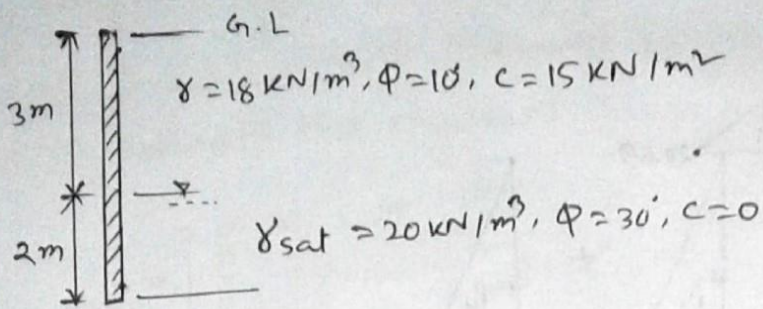 G.L
3m
γ = 18 KN/m³, φ = 10°, C = 15 KN/m²
2m
γsat = 20 KN/m³, φ = 30°, C = 0